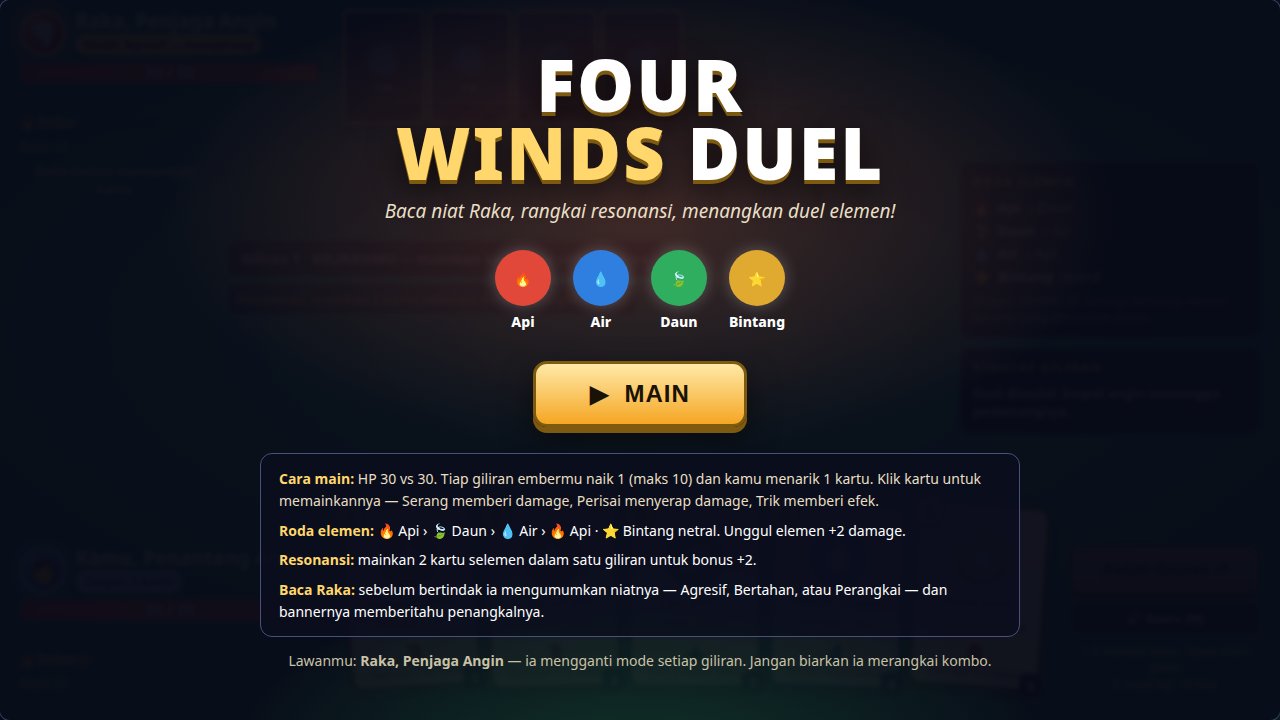 FOUR
WINDS DUEL
Baca niat Raka, rangkai resonansi, menangkan duel elemen!
Api Air Daun Bintang
▶ MAIN
Cara main: HP 30 vs 30. Tiap giliran embermu naik 1 (maks 10) dan kamu menarik 1 kartu. Klik kartu untuk
memainkannya — Serang memberi damage, Perisai menyerap damage, Trik memberi efek.
Roda elemen: 🔥 Api › 🍃 Daun › 💧 Air › 🔥 Api · ⭐ Bintang netral. Unggul elemen +2 damage.
Resonansi: mainkan 2 kartu selemen dalam satu giliran untuk bonus +2.
Baca Raka: sebelum bertindak ia mengumumkan niatnya — Agresif, Bertahan, atau Perangkai — dan
bannernya memberitahu penangkalnya.
Lawanmu: Raka, Penjaga Angin — ia mengganti mode setiap giliran. Jangan biarkan ia merangkai kombo.
Raka, Penjaga Angin